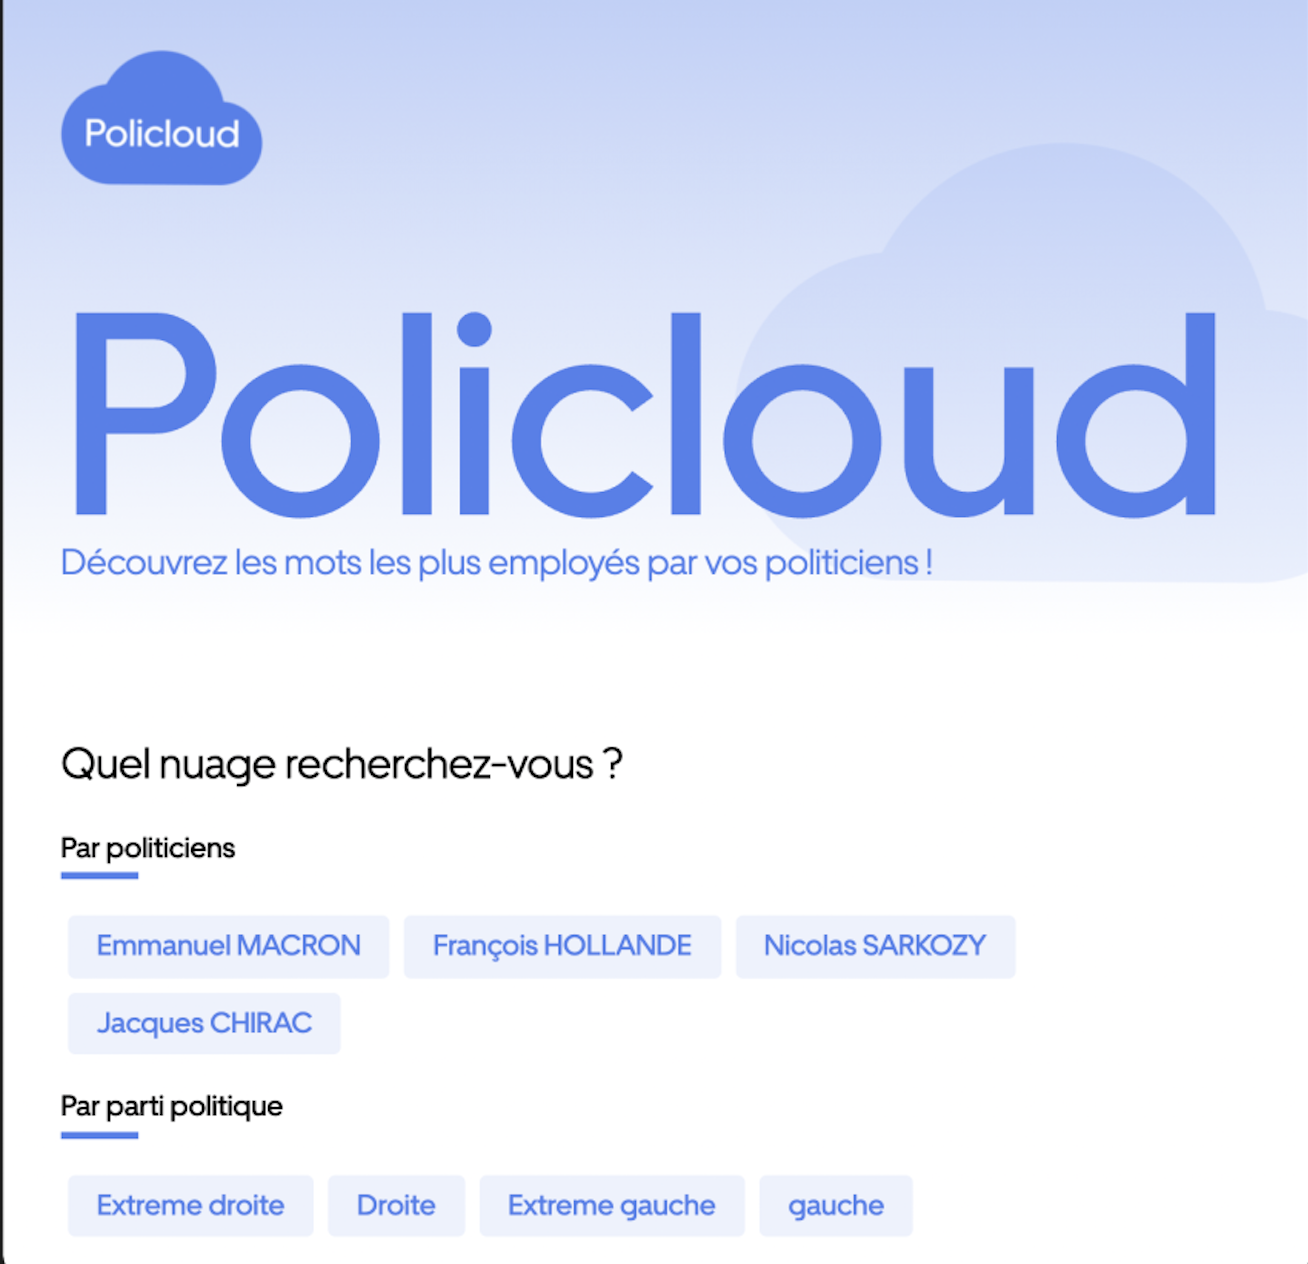 Policloud
Policloud
Découvrez les mots les plus employés par vos politiciens !
Quel nuage recherchez-vous ?
Par politiciens
Emmanuel MACRON François HOLLANDE Nicolas SARKOZY
Jacques CHIRAC
Par parti politique
Extreme droite Droite Extreme gauche gauche